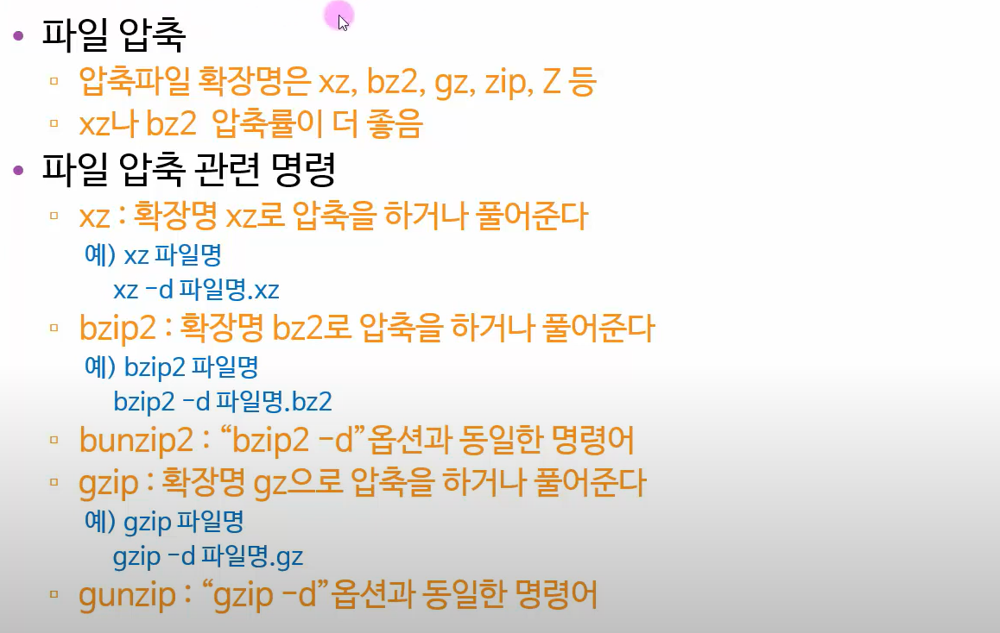 • 파일 압축
▫ 압축파일 확장명은 xz, bz2, gz, zip, Z 등
▫ xz나 bz2 압축률이 더 좋음
• 파일 압축 관련 명령
▫ xz : 확장명 xz로 압축을 하거나 풀어준다
예) xz 파일명
xz -d 파일명.xz
▫ bzip2 : 확장명 bz2로 압축을 하거나 풀어준다
예) bzip2 파일명
bzip2 -d 파일명.bz2
▫ bunzip2 : “bzip2 -d”옵션과 동일한 명령어
▫ gzip : 확장명 gz으로 압축을 하거나 풀어준다
예) gzip 파일명
gzip -d 파일명.gz
▫ gunzip : “gzip -d”옵션과 동일한 명령어